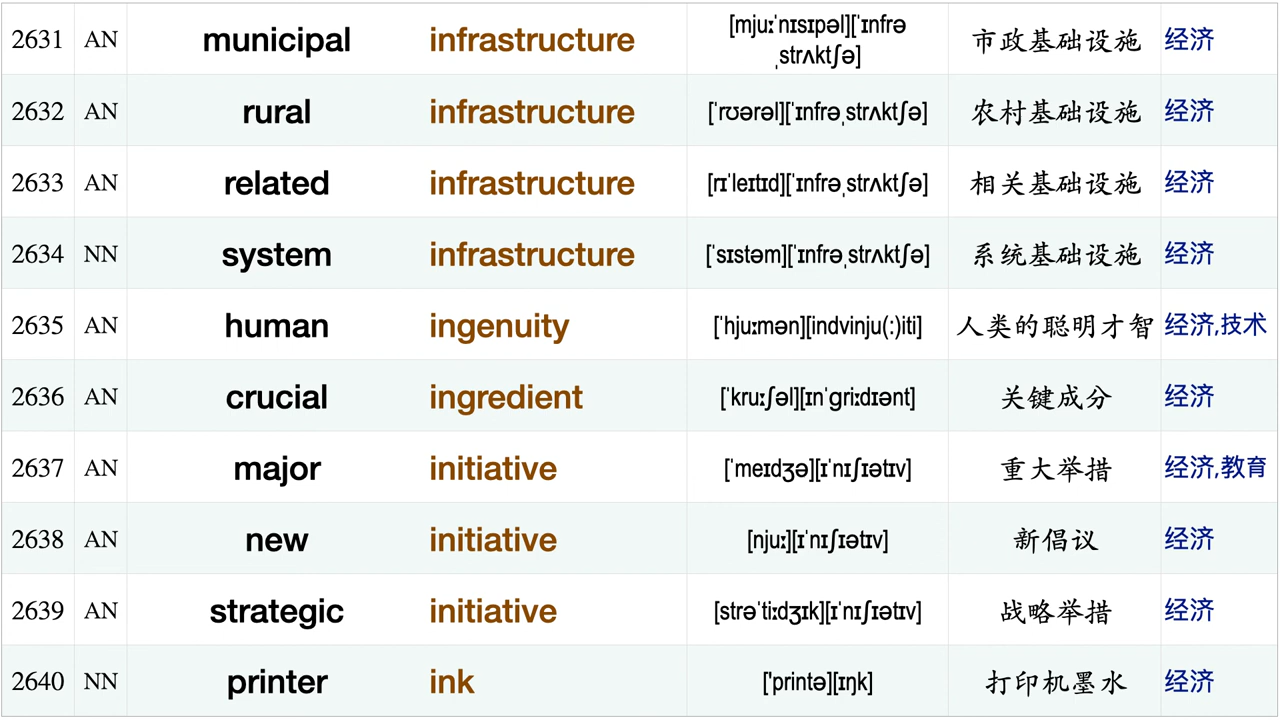 2631 AN municipal infrastructure [mjuːˈnɪsɪpəl][ˈɪnfrəˌstrʌktʃə] 市政基础设施 经济
2632 AN rural infrastructure [ˈrʊərəl][ˈɪnfrəˌstrʌktʃə] 农村基础设施 经济
2633 AN related infrastructure [rɪˈleɪtɪd][ˈɪnfrəˌstrʌktʃə] 相关基础设施 经济
2634 NN system infrastructure [ˈsɪstəm][ˈɪnfrəˌstrʌktʃə] 系统基础设施 经济
2635 AN human ingenuity [ˈhjuːmən][indvinju(ː)iti] 人类的聪明才智 经济,技术
2636 AN crucial ingredient [ˈkruːʃəl][ɪnˈɡriːdɪənt] 关键成分 经济
2637 AN major initiative [ˈmeɪdʒə][ɪˈnɪʃɪətɪv] 重大举措 经济,教育
2638 AN new initiative [njuː][ɪˈnɪʃɪətɪv] 新倡议 经济
2639 AN strategic initiative [strəˈtiːdʒɪk][ɪˈnɪʃɪətɪv] 战略举措 经济
2640 NN printer ink [ˈprintə][ɪŋk] 打印机墨水 经济